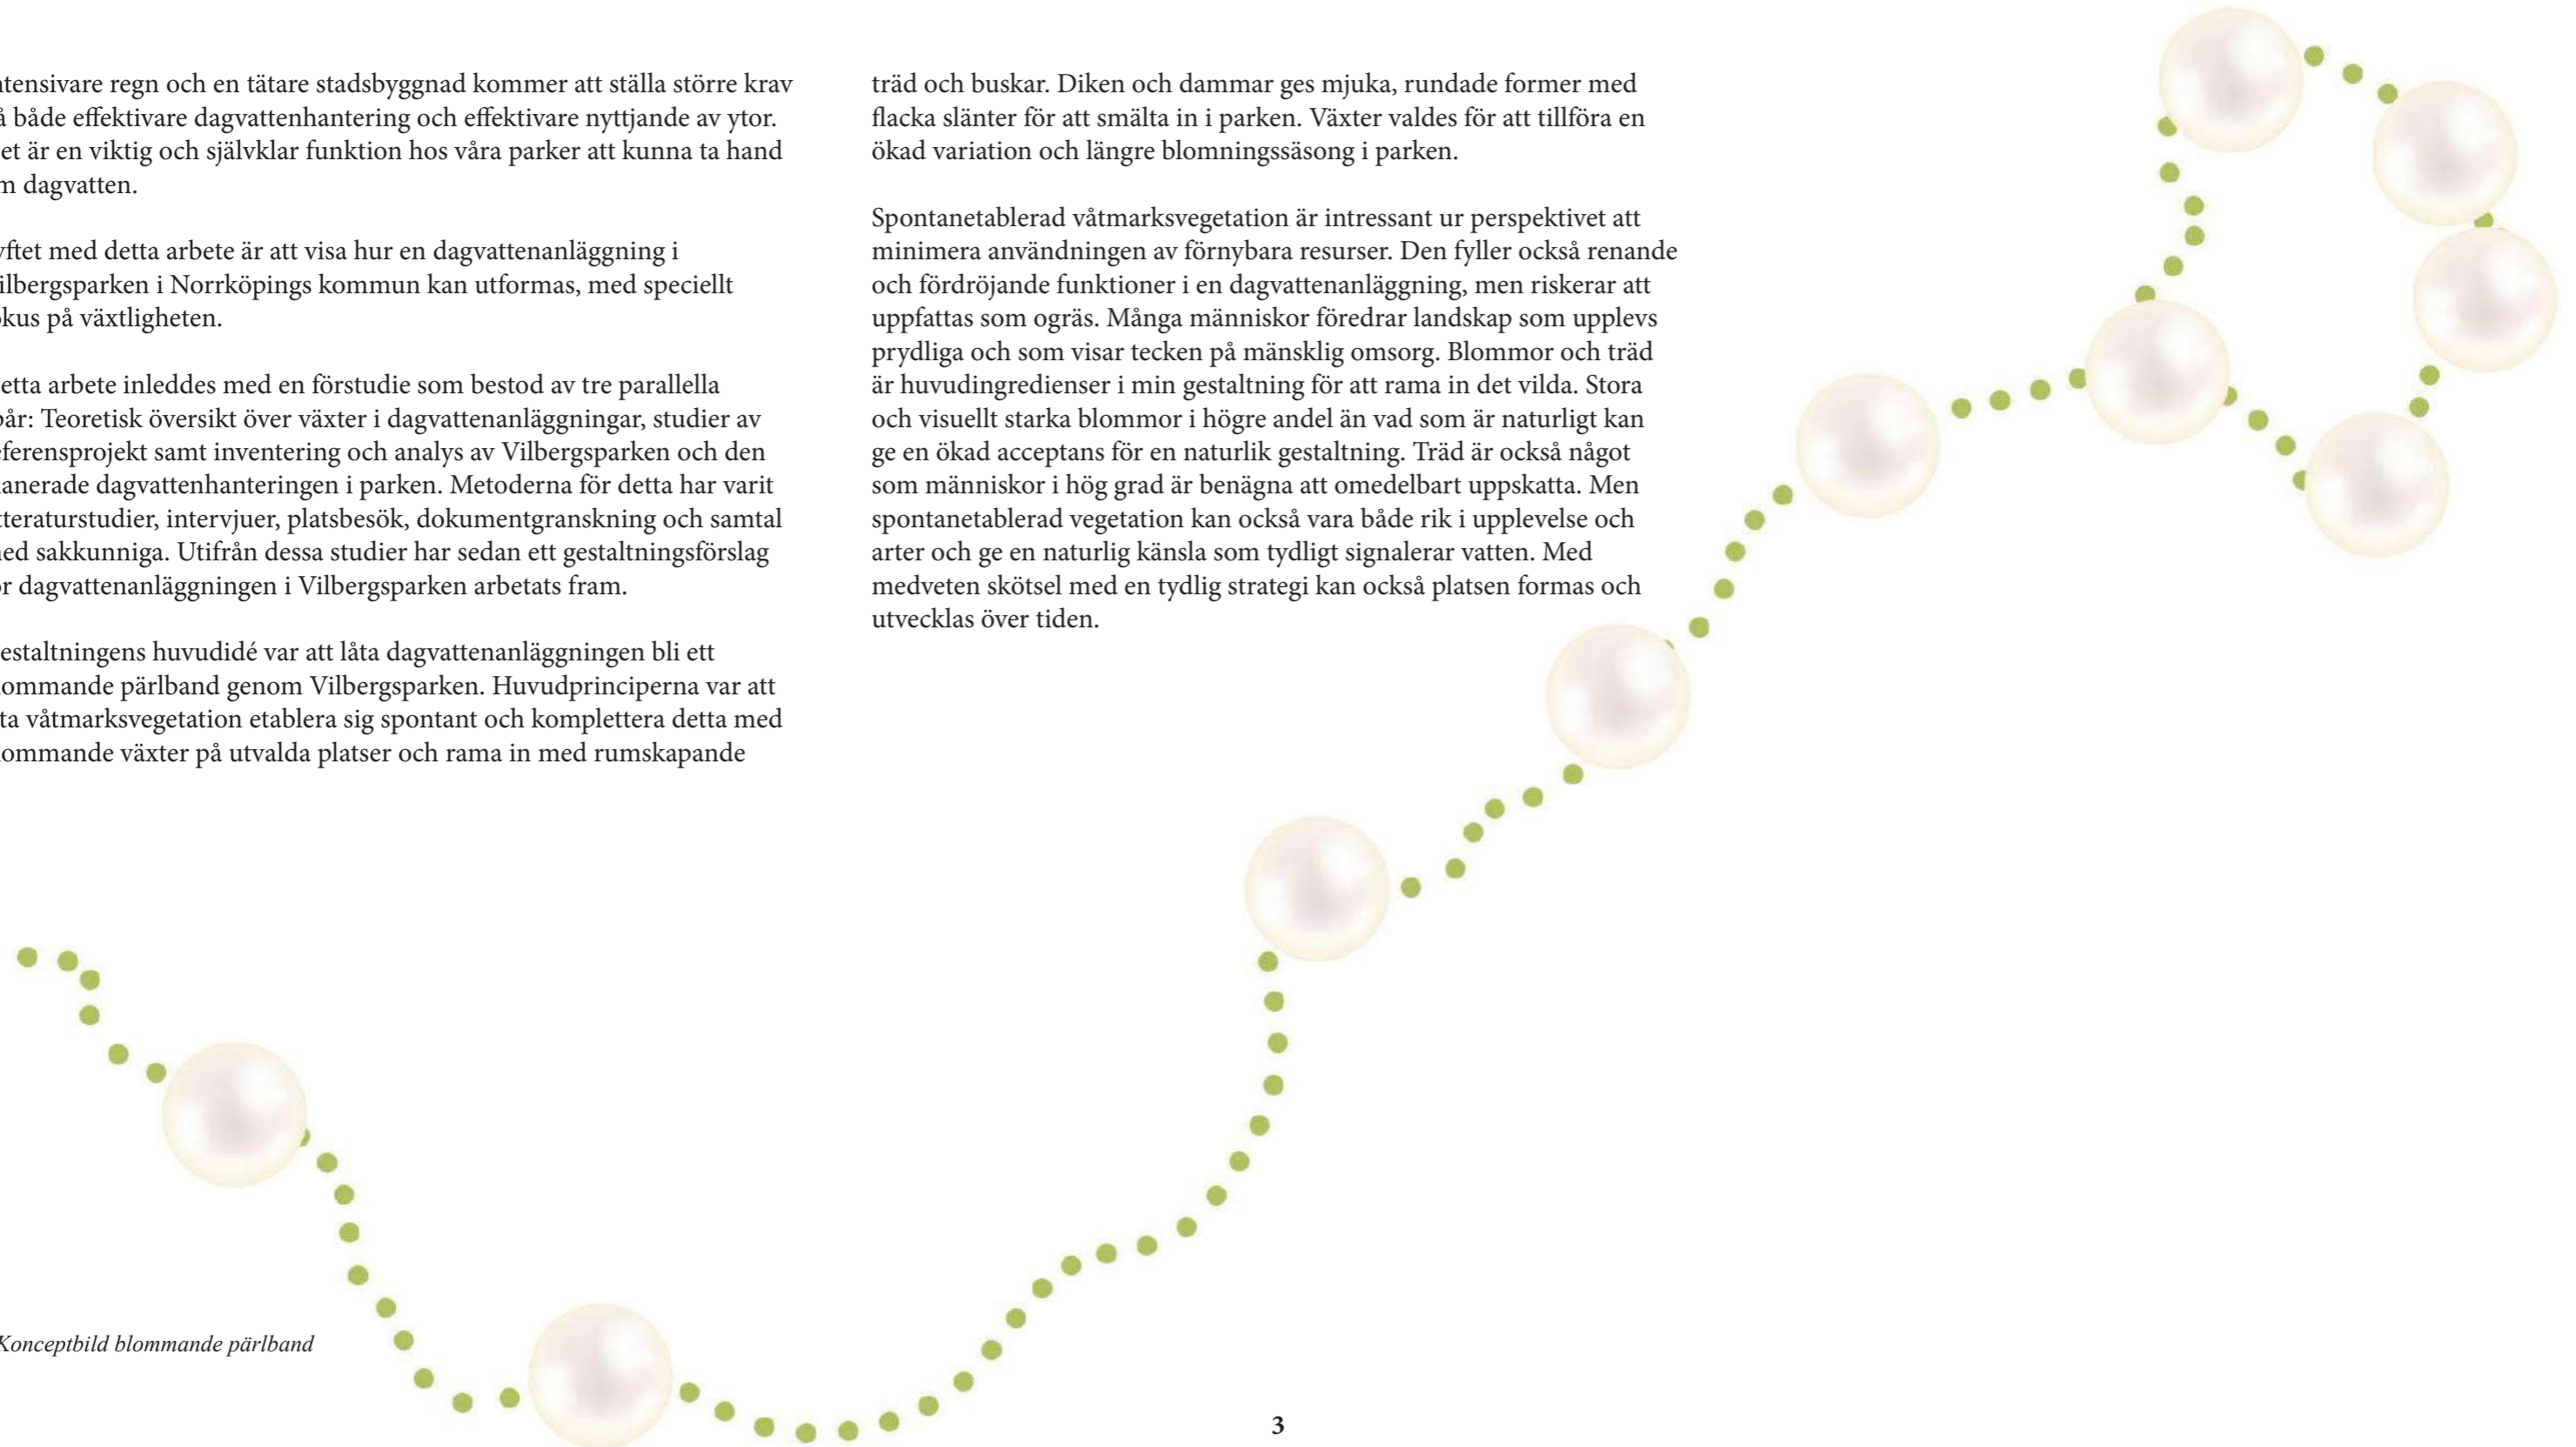 ntensivare regn och en tätare stadsbyggnad kommer att ställa större krav
å både effektivare dagvattenhantering och effektivare nyttjande av ytor.
et är en viktig och självklar funktion hos våra parker att kunna ta hand
m dagvatten.
yftet med detta arbete är att visa hur en dagvattenanläggning i
ilbergsparken i Norrköpings kommun kan utformas, med speciellt
okus på växtligheten.
etta arbete inleddes med en förstudie som bestod av tre parallella
pår: Teoretisk översikt över växter i dagvattenanläggningar, studier av
eferensprojekt samt inventering och analys av Vilbergsparken och den
lanerade dagvattenhanteringen i parken. Metoderna för detta har varit
tteraturstudier, intervjuer, platsbesök, dokumentgranskning och samtal
ned sakkunniga. Utifrån dessa studier har sedan ett gestaltningsförslag
ör dagvattenanläggningen i Vilbergsparken arbetats fram.
estaltningens huvudidé var att låta dagvattenanläggningen bli ett
lommande pärlband genom Vilbergsparken. Huvudprinciperna var att
ta våtmarksvegetation etablera sig spontant och komplettera detta med
lommande växter på utvalda platser och rama in med rumskapande
träd och buskar. Diken och dammar ges mjuka, rundade former med
flacka slänter för att smälta in i parken. Växter valdes för att tillföra en
ökad variation och längre blomningssäsong i parken.
Spontanetablerad våtmarksvegetation är intressant ur perspektivet att
minimera användningen av förnybara resurser. Den fyller också renande
och fördröjande funktioner i en dagvattenanläggning, men riskerar att
uppfattas som ogräs. Många människor föredrar landskap som upplevs
prydliga och som visar tecken på mänsklig omsorg. Blommor och träd
är huvudingredienser i min gestaltning för att rama in det vilda. Stora
och visuellt starka blommor i högre andel än vad som är naturligt kan
ge en ökad acceptans för en naturlik gestaltning. Träd är också något
som människor i hög grad är benägna att omedelbart uppskatta. Men
spontanetablerad vegetation kan också vara både rik i upplevelse och
arter och ge en naturlig känsla som tydligt signalerar vatten. Med
medveten skötsel med en tydlig strategi kan också platsen formas och
utvecklas över tiden.
Konceptbild blommande pärlband
3